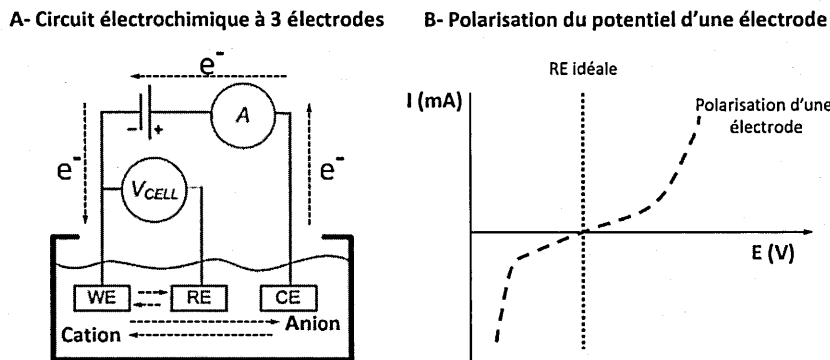 A- Circuit électrochimique à 3 électrodes
e-
A
- +
e-
e-
VCELL
WE
RE
CE
Cation
Anion
B- Polarisation du potentiel d'une électrode
RE idéale
I (mA)
Polarisation d'une
électrode
E (V)